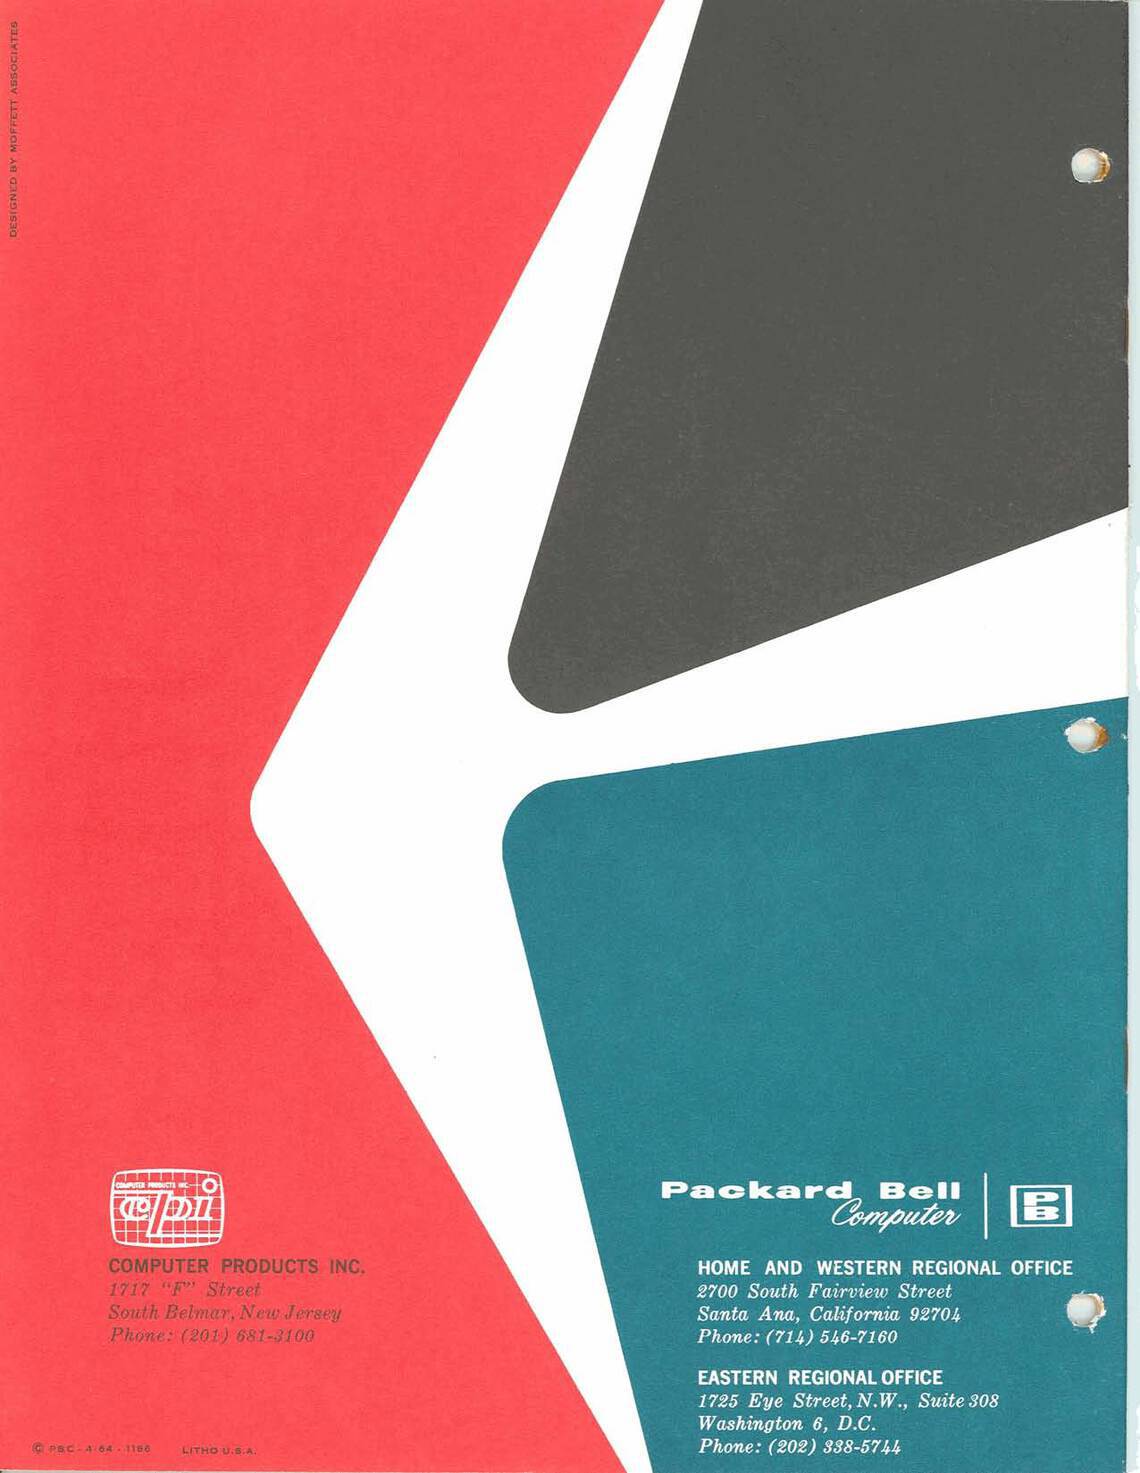 DESIGNED BY MOFFETT ASSOCIATES
COMPUTER PRODUCTS INC.
cpi
COMPUTER PRODUCTS INC.
1717 "F" Street
South Belmar, New Jersey
Phone: (201) 681-3100
© PBC - 4-64 - 1186 LITHO U.S.A.
Packard Bell
Computer
PB
HOME AND WESTERN REGIONAL OFFICE
2700 South Fairview Street
Santa Ana, California 92704
Phone: (714) 546-7160
EASTERN REGIONAL OFFICE
1725 Eye Street, N.W., Suite 308
Washington 6, D.C.
Phone: (202) 338-5744